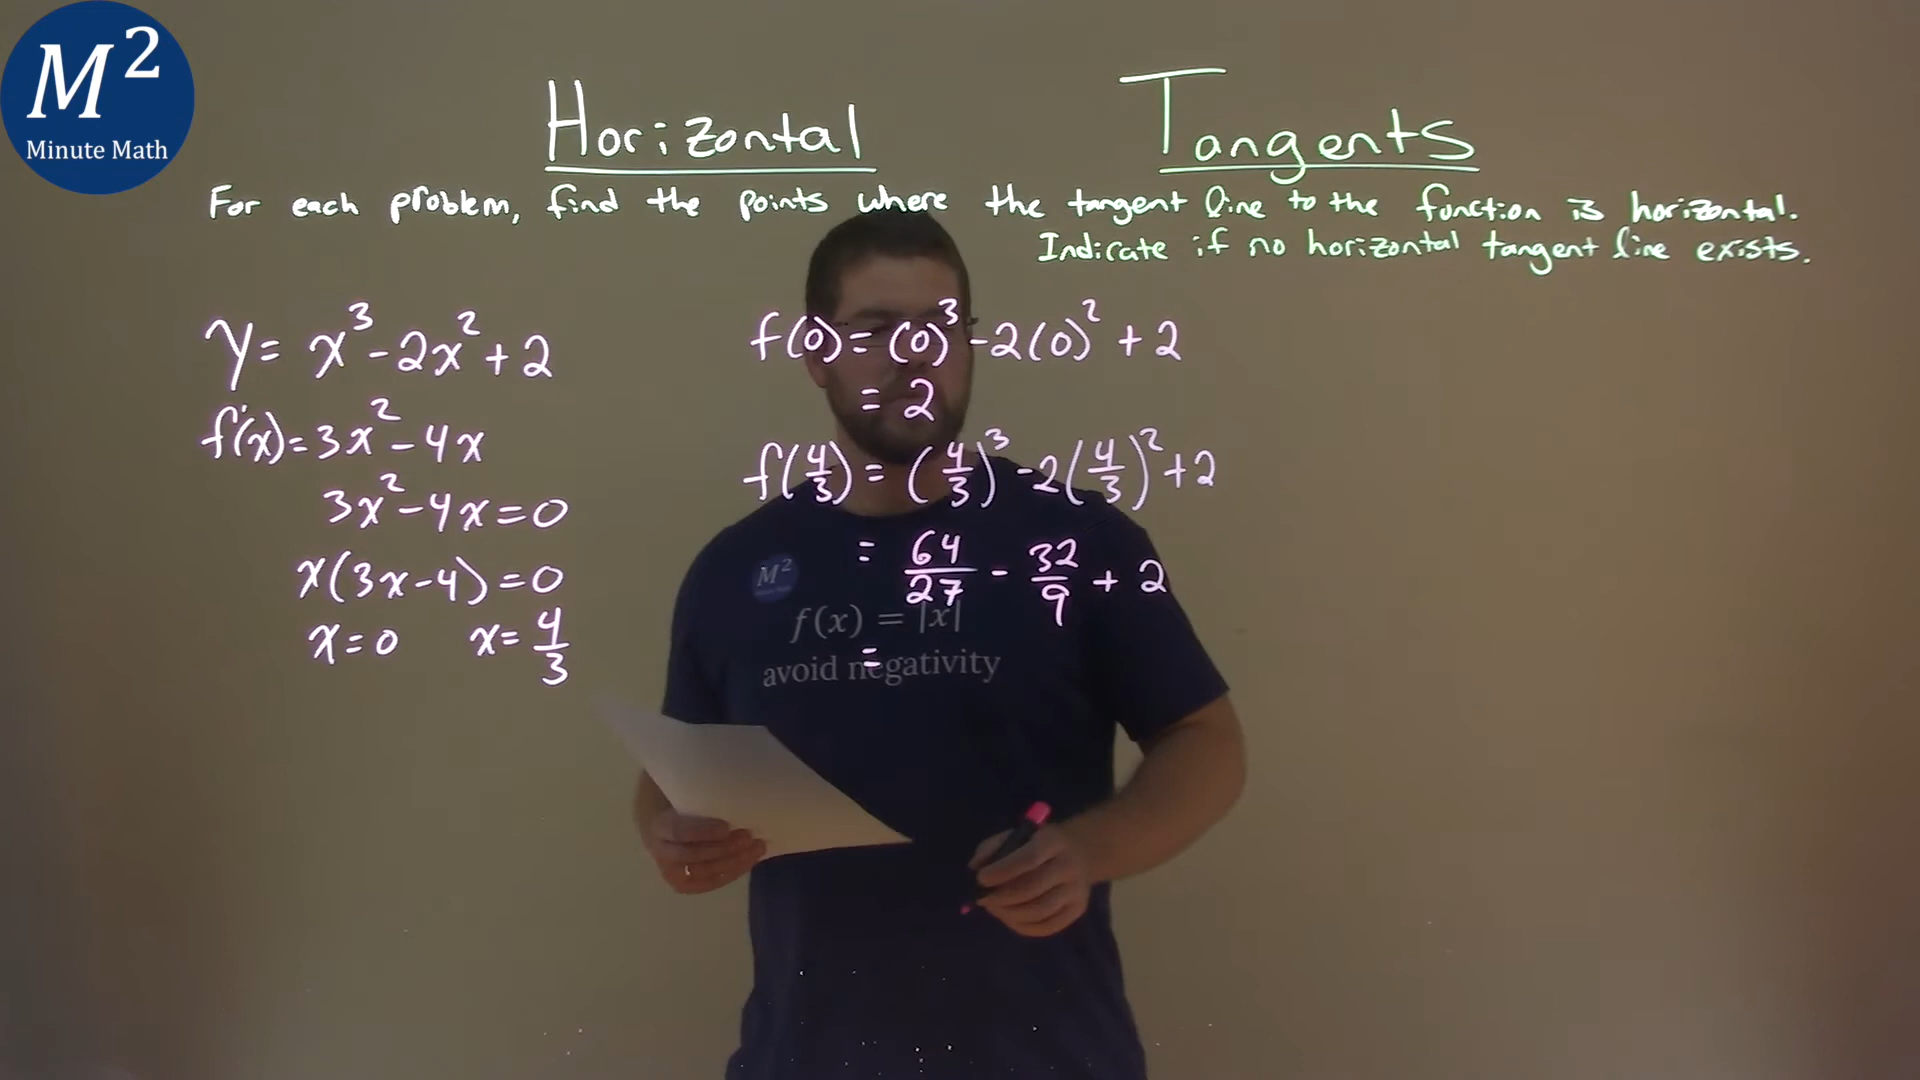 M²
Minute Math
Horizontal Tangents
For each problem, find the points where the tangent line to the function is horizontal.
Indicate if no horizontal tangent line exists.
y = x³ - 2x² + 2
f'(x) = 3x² - 4x
3x² - 4x = 0
x(3x - 4) = 0
x = 0 x = 4/3
f(0) = (0)³ - 2(0)² + 2
= 2
f(4/3) = (4/3)³ - 2(4/3)² + 2
= 64/27 - 32/9 + 2
=
M²
Minute Math
f(x) = |x|
avoid negativity